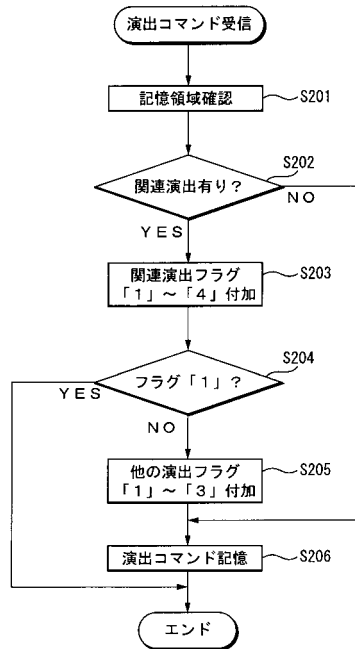 演出コマンド受信
記憶領域確認
S201
S202
関連演出有り?
NO
YES
関連演出フラグ
「1」~「4」付加
S203
S204
フラグ「1」?
YES
NO
他の演出フラグ
「1」~「3」付加
S205
演出コマンド記憶
S206
エンド